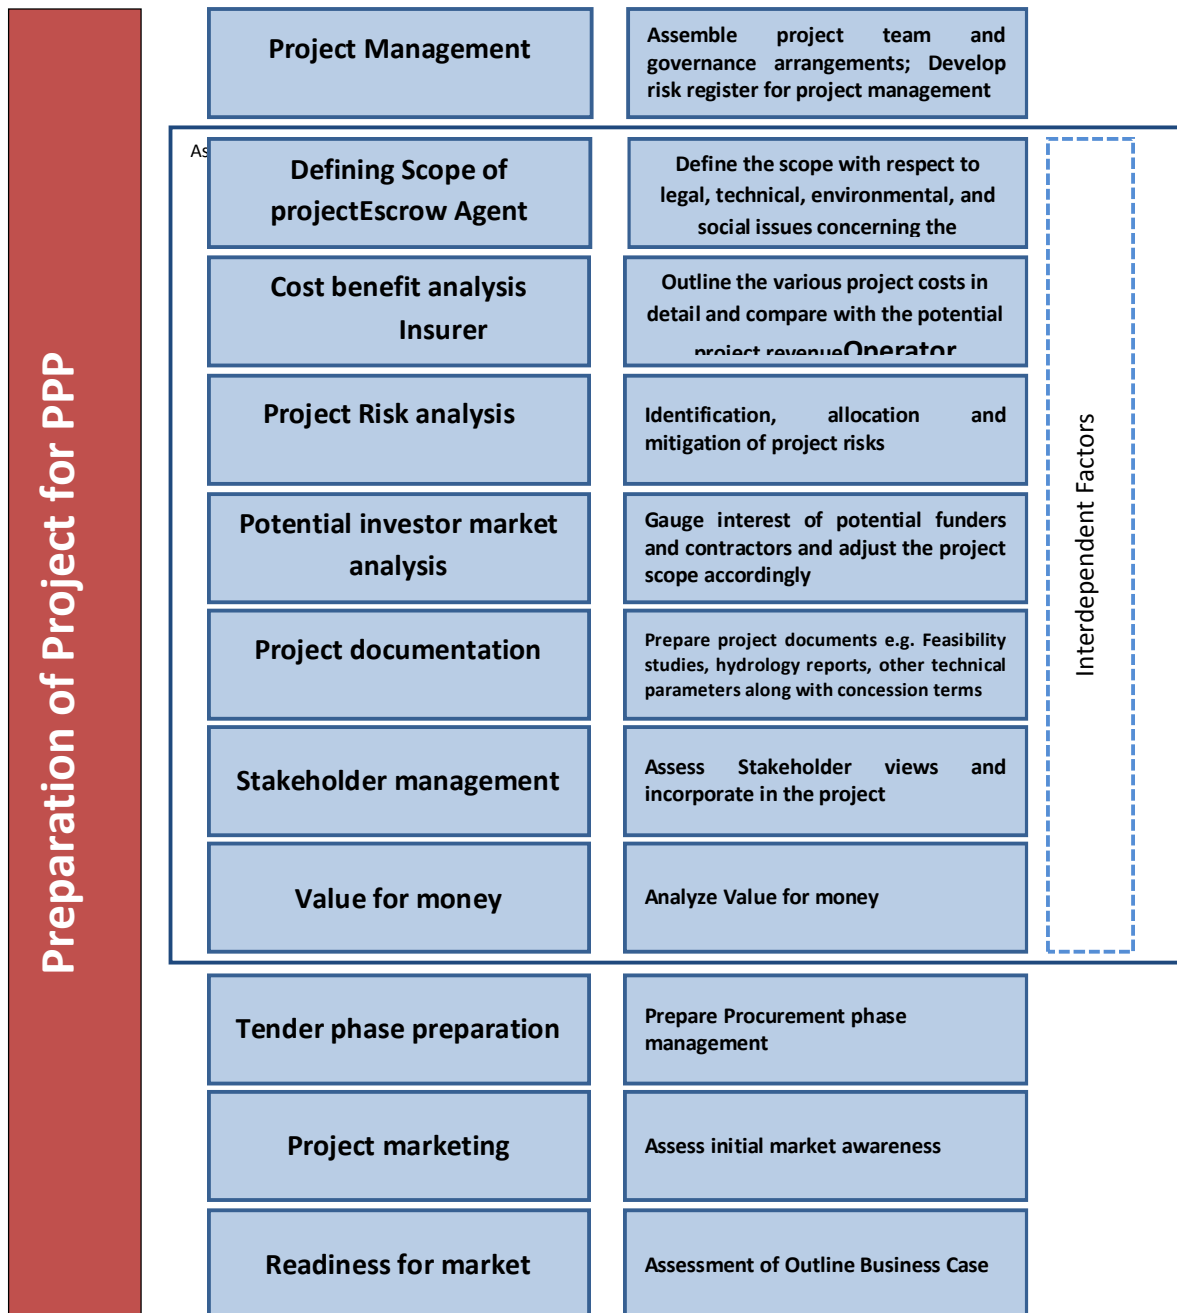 Preparation of Project for PPP
Project Management
Assemble project team and
governance arrangements; Develop
risk register for project management
As
Defining Scope of
projectEscrow Agent
Define the scope with respect to
legal, technical, environmental, and
social issues concerning the
Cost benefit analysis
Insurer
Outline the various project costs in
detail and compare with the potential
project revenueOperator
Project Risk analysis
Identification, allocation and
mitigation of project risks
Potential investor market
analysis
Gauge interest of potential funders
and contractors and adjust the project
scope accordingly
Project documentation
Prepare project documents e.g. Feasibility
studies, hydrology reports, other technical
parameters along with concession terms
Stakeholder management
Assess Stakeholder views and
incorporate in the project
Value for money
Analyze Value for money
Interdependent Factors
Tender phase preparation
Prepare Procurement phase
management
Project marketing
Assess initial market awareness
Readiness for market
Assessment of Outline Business Case